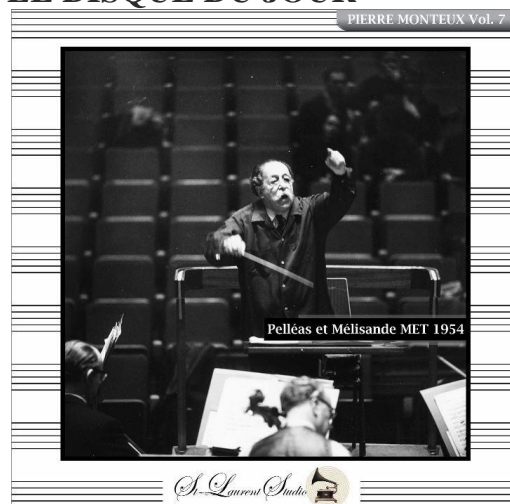 LE DISQUE DU JOUR
PIERRE MONTEUX Vol. 7
Pelléas et Mélisande MET 1954
St-Laurent Studio